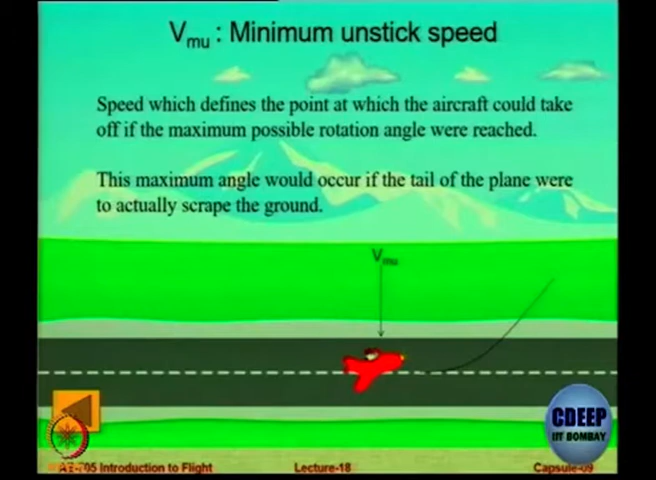 Vmu : Minimum unstick speed
Speed which defines the point at which the aircraft could take
off if the maximum possible rotation angle were reached.
This maximum angle would occur if the tail of the plane were
to actually scrape the ground.
Vmu
CDEEP
IIT BOMBAY
AE-705 Introduction to Flight
Lecture-18
Capsule-09